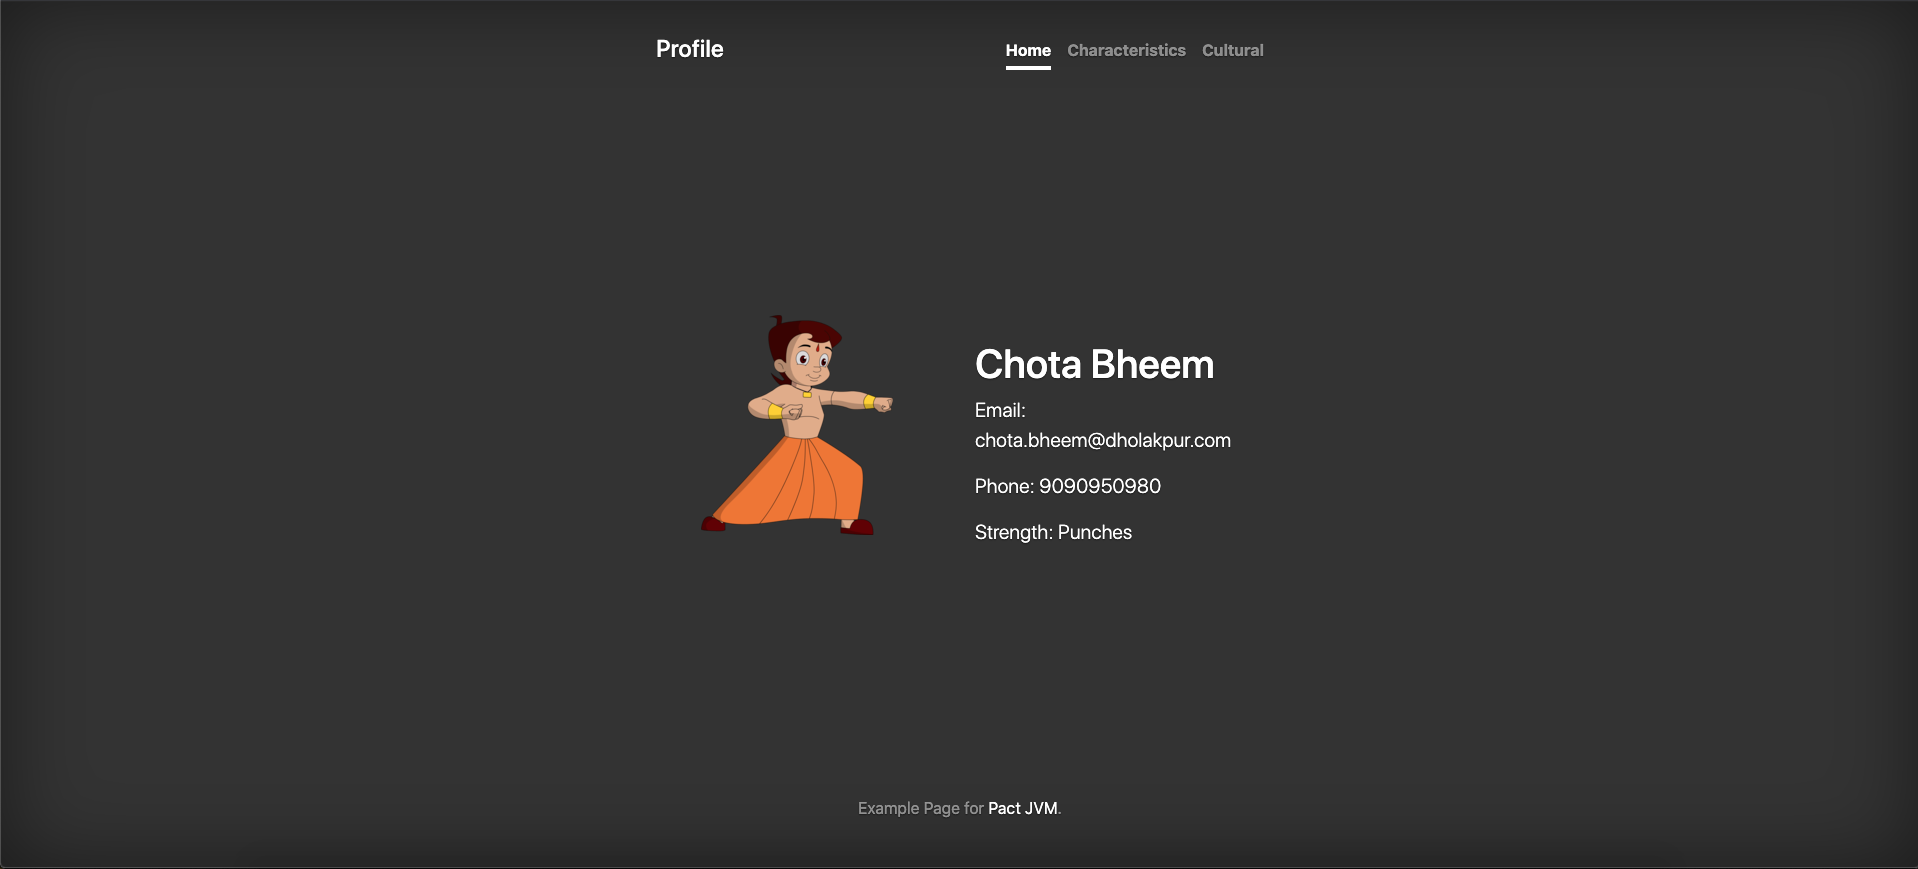 Profile
Home Characteristics Cultural
Chota Bheem
Email:
chota.bheem@dholakpur.com
Phone: 9090950980
Strength: Punches
Example Page for Pact JVM.